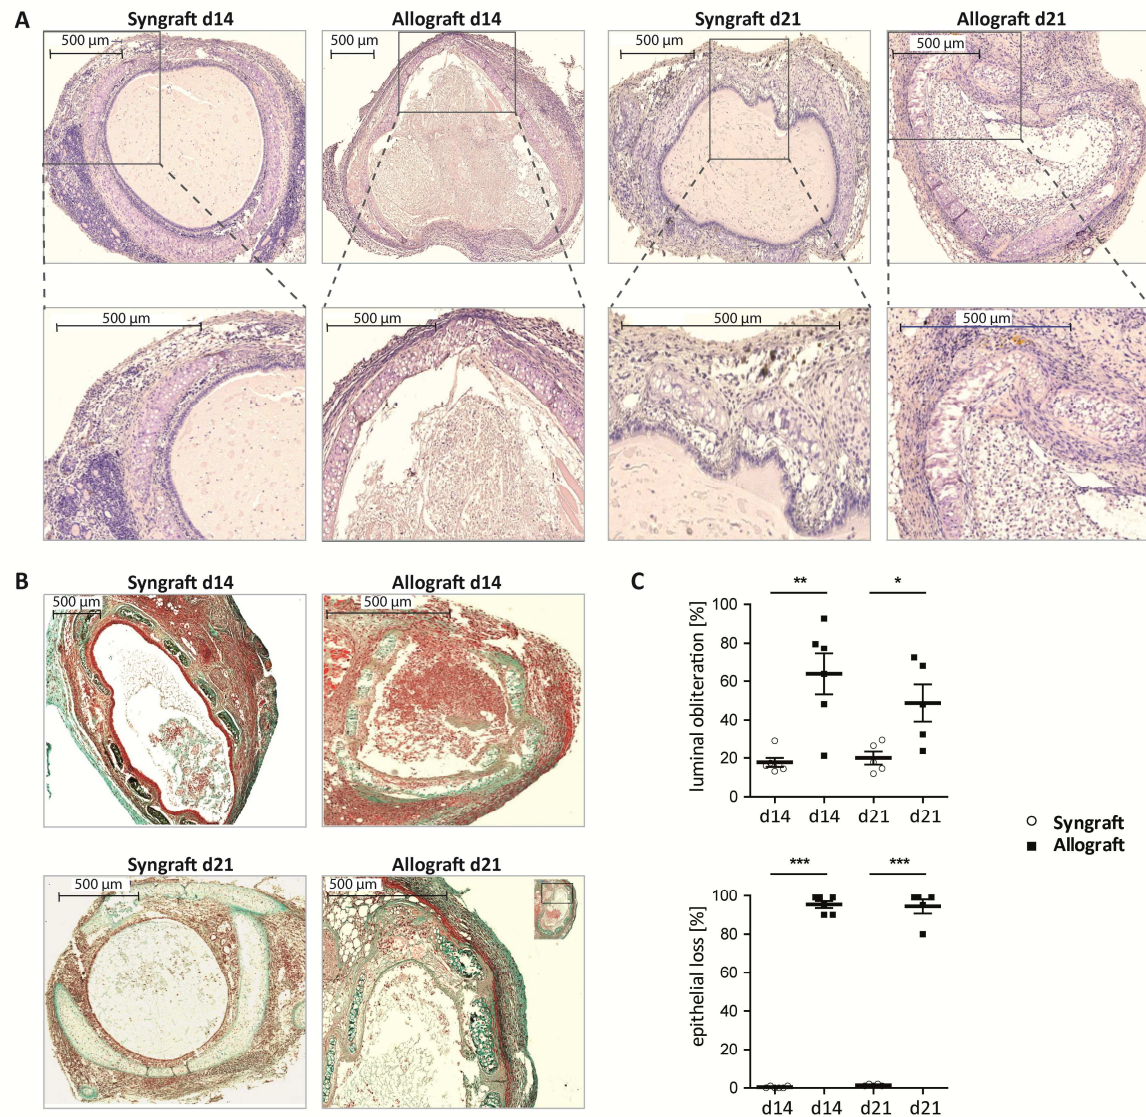 A
Syngraft d14
Allograft d14
Syngraft d21
Allograft d21
500 µm
500 µm
500 µm
500 µm
500 µm
500 µm
500 µm
500 µm
B
Syngraft d14
Allograft d14
500 µm
500 µm
Syngraft d21
Allograft d21
500 µm
500 µm
C
** *
luminal obliteration [%]
100
80
60
40
20
0
d14 d14 d21 d21
Syngraft
Allograft
*** ***
epithelial loss [%]
100
80
60
40
20
0
d14 d14 d21 d21